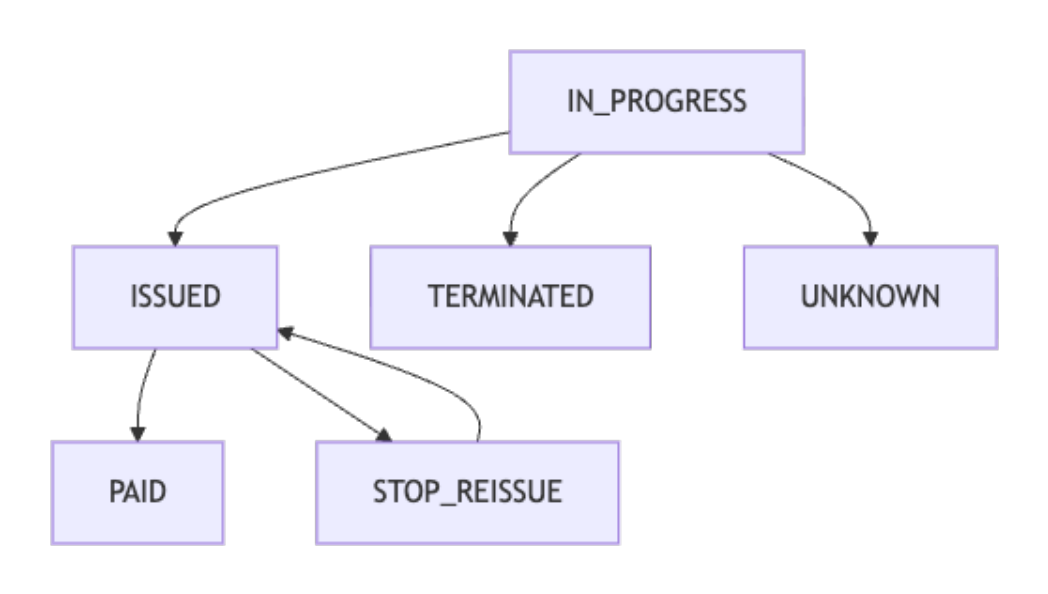 IN_PROGRESS
ISSUED
TERMINATED
UNKNOWN
PAID
STOP_REISSUE